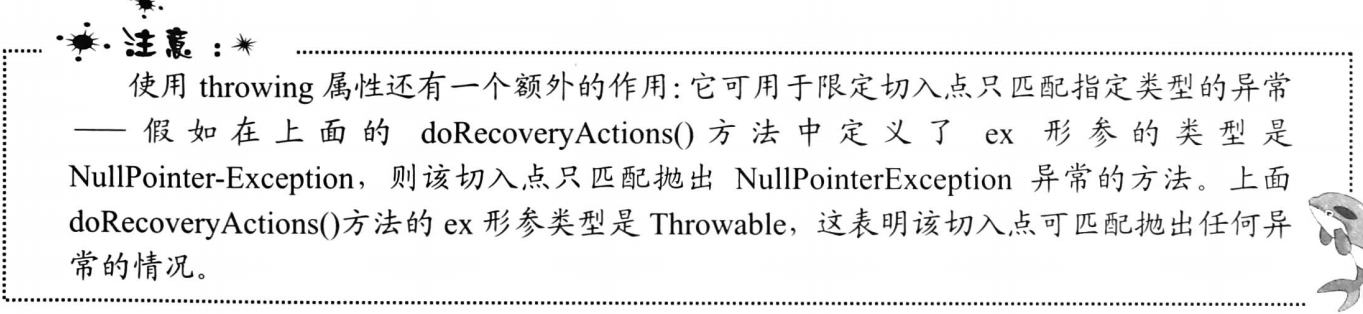 注意：
使用 throwing 属性还有一个额外的作用：它可用于限定切入点只匹配指定类型的异常
——假如在上面的 doRecoveryActions() 方法中定义了 ex 形参的类型是
NullPointer-Exception，则该切入点只匹配抛出 NullPointerException 异常的方法。上面
doRecoveryActions()方法的 ex 形参类型是 Throwable，这表明该切入点可匹配抛出任何异
常的情况。